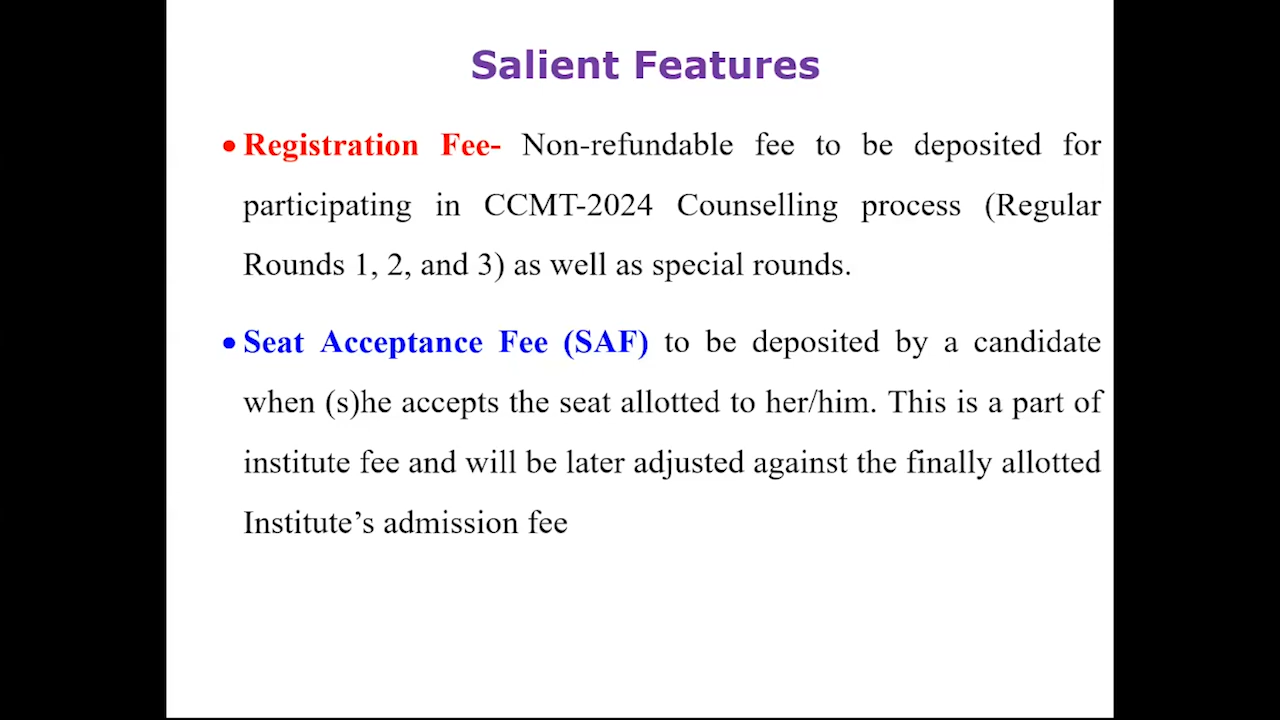 Salient Features
• Registration Fee- Non-refundable fee to be deposited for
participating in CCMT-2024 Counselling process (Regular
Rounds 1, 2, and 3) as well as special rounds.
• Seat Acceptance Fee (SAF) to be deposited by a candidate
when (s)he accepts the seat allotted to her/him. This is a part of
institute fee and will be later adjusted against the finally allotted
Institute’s admission fee